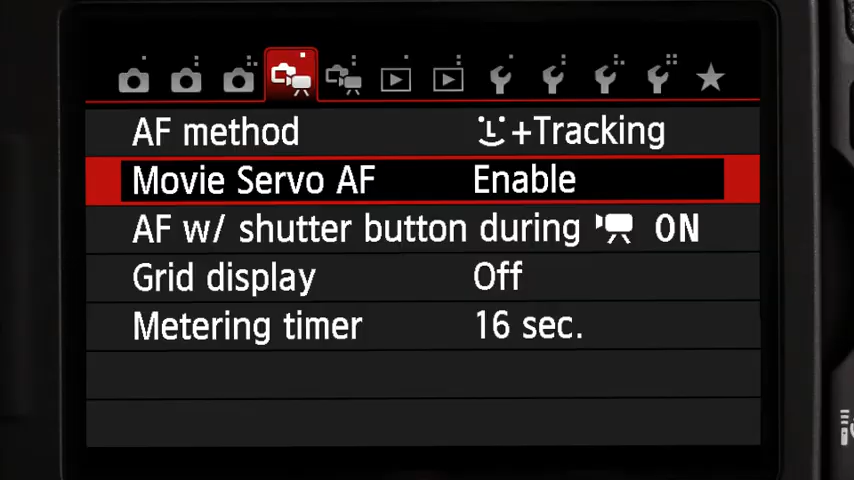 AF method +Tracking
Movie Servo AF Enable
AF w/ shutter button during ON
Grid display Off
Metering timer 16 sec.